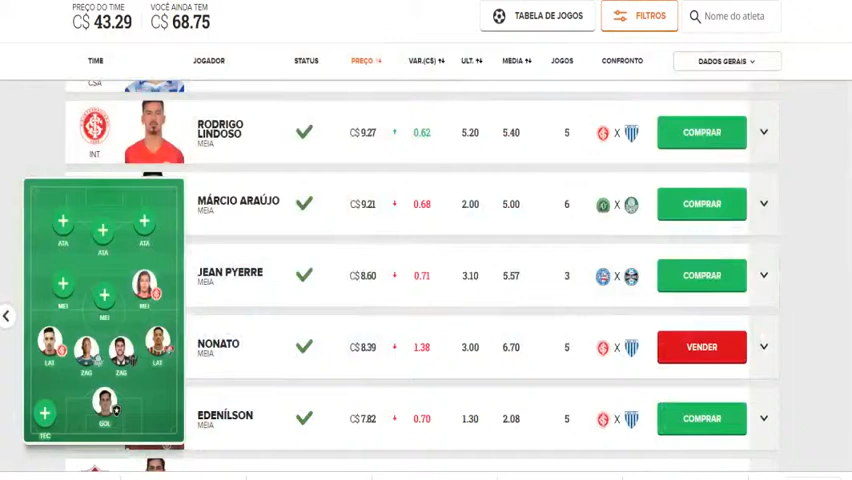 PREÇO DO TIME
C$ 43.29
VOCÊ AINDA TEM
C$ 68.75
TABELA DE JOGOS
FILTROS
Nome do atleta
TIME JOGADOR STATUS PREÇO VAR.(C$) ULT. MEDIA JOGOS CONFRONTO DADOS GERAIS
CSA
INT
RODRIGO
LINDOSO
MEIA
C$ 9.27 0.62 5.20 5.40 5 X COMPRAR
MÁRCIO ARAÚJO
MEIA
C$ 9.21 0.68 2.00 5.00 6 X COMPRAR
JEAN PYERRE
MEIA
C$ 8.60 0.71 3.10 5.57 3 X COMPRAR
NONATO
MEIA
C$ 8.39 1.38 3.00 6.70 5 X VENDER
EDENÍLSON
MEIA
C$ 7.82 0.70 1.30 2.08 5 X COMPRAR
ATA ATA ATA
MEI MEI MEI
LAT ZAG ZAG LAT
TEC GOL